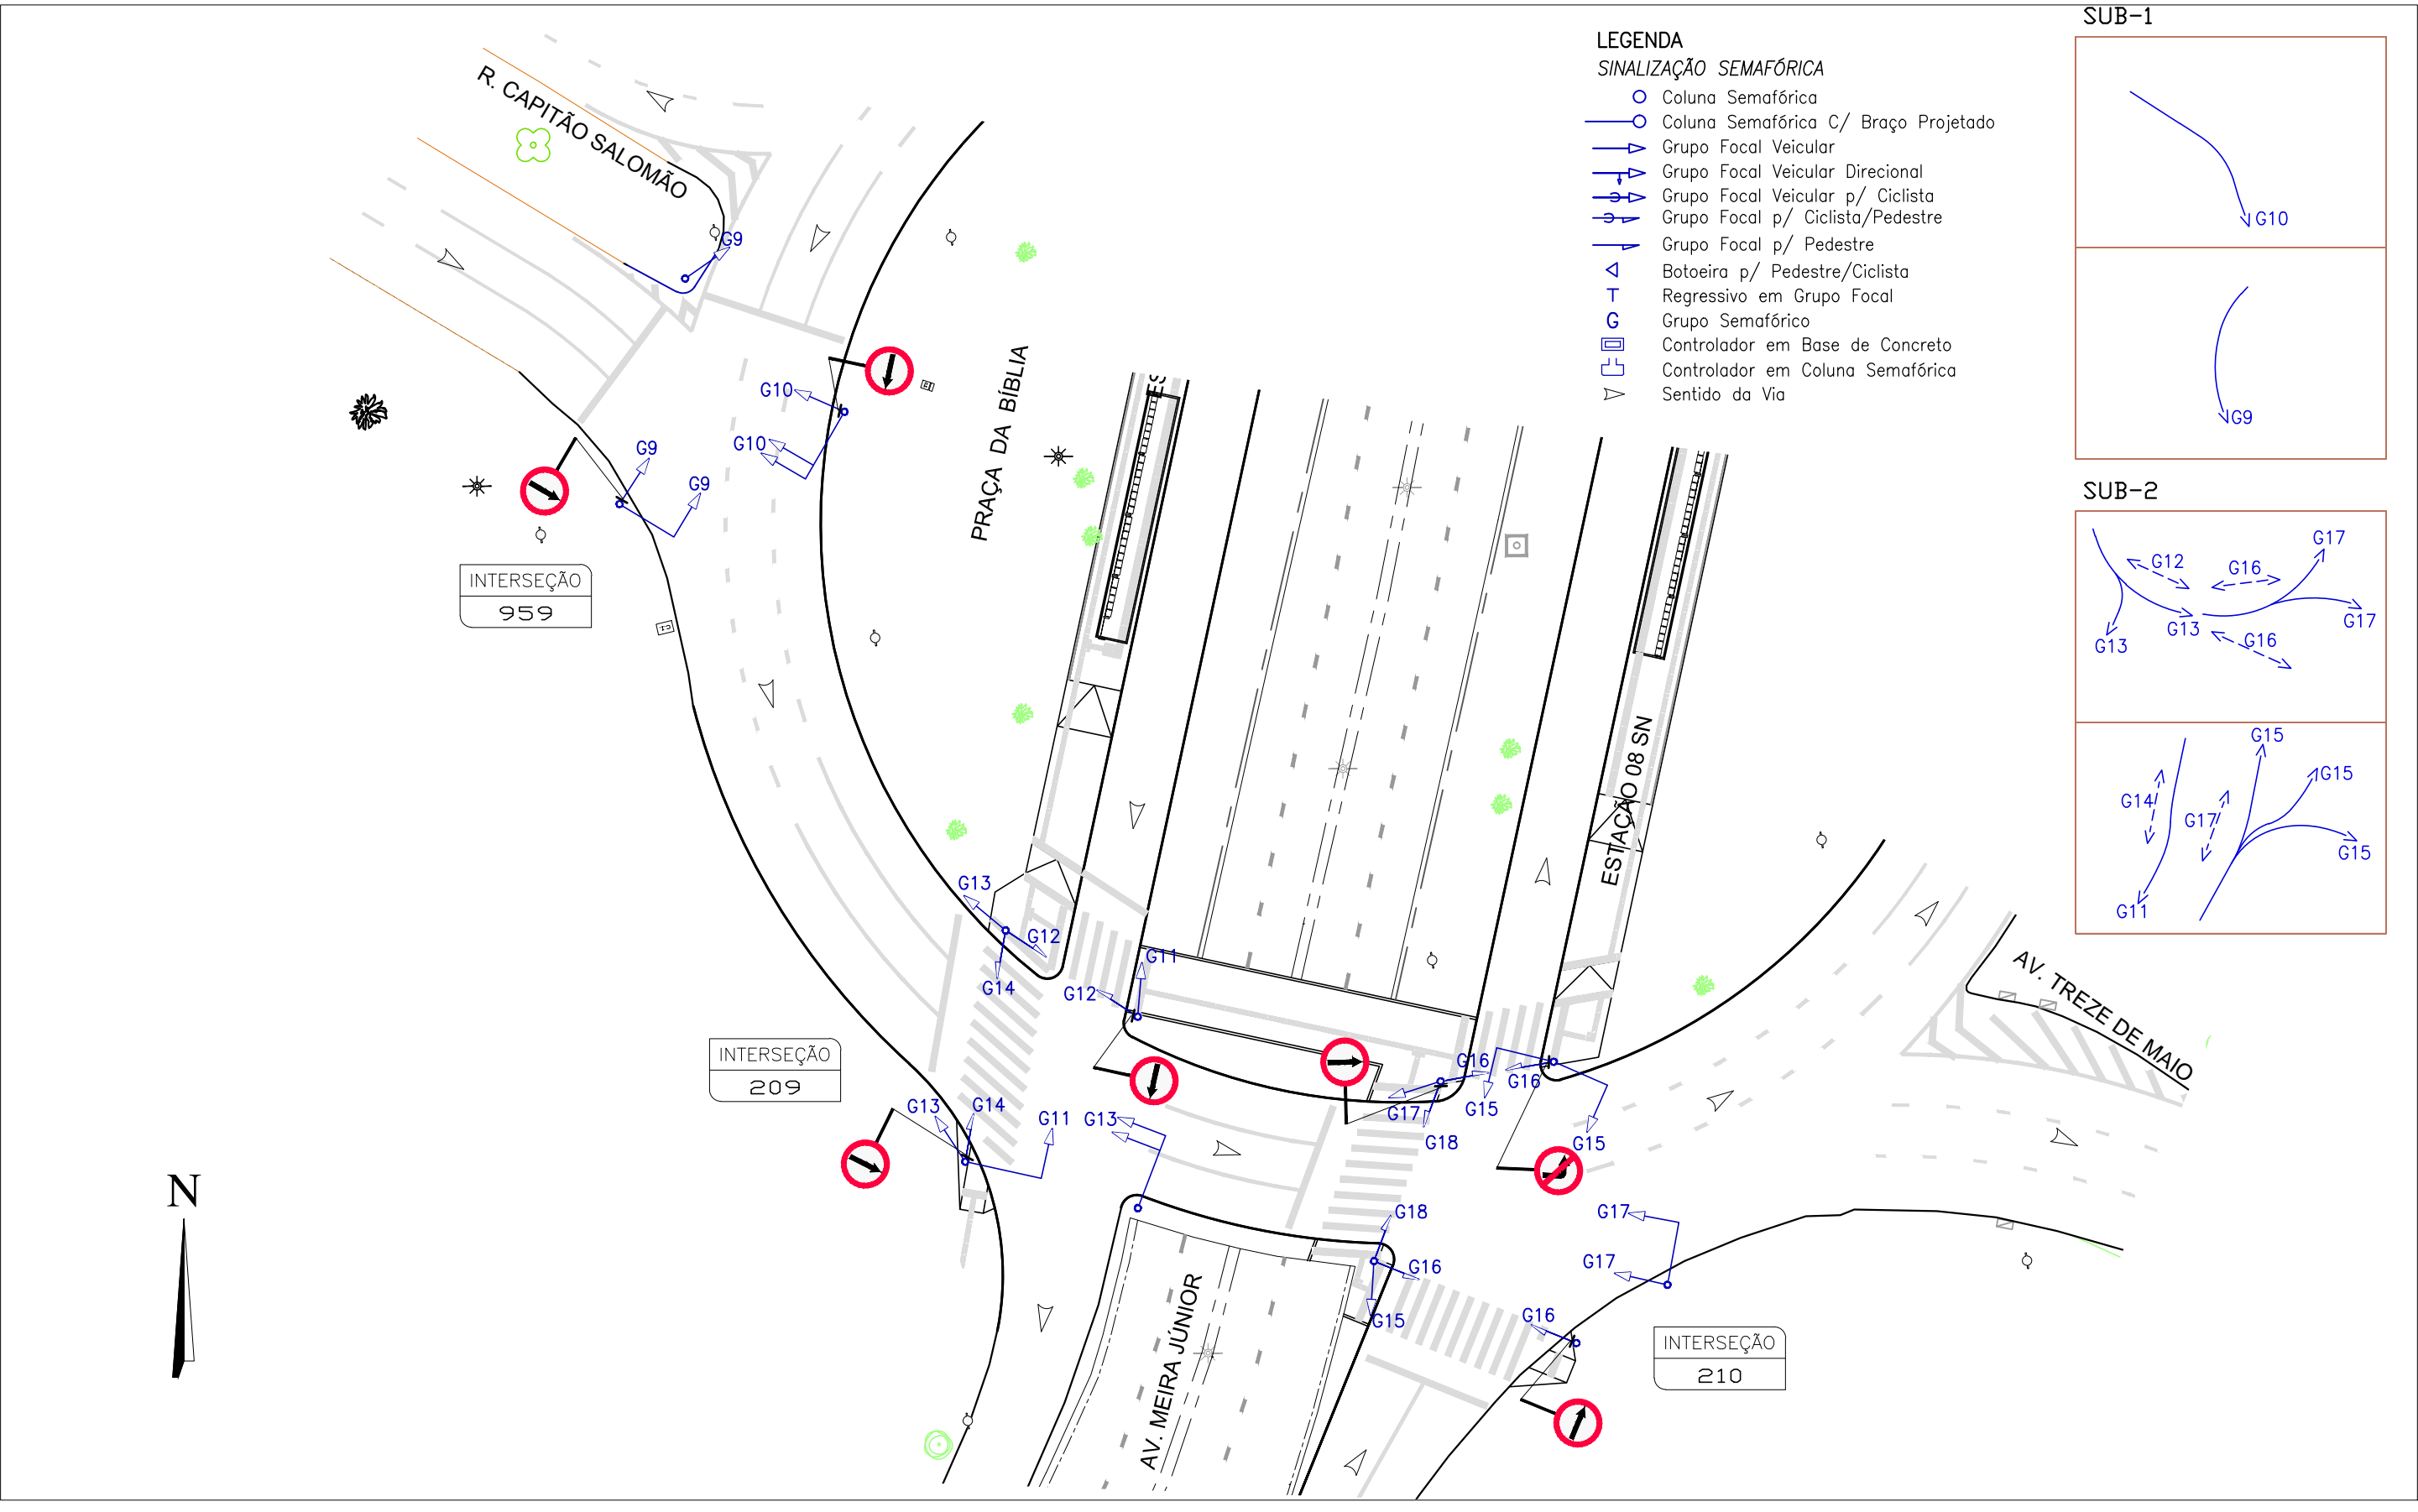 LEGENDA
SINALIZAÇÃO SEMAFÓRICA
Coluna Semafórica
Coluna Semafórica C/ Braço Projetado
Grupo Focal Veicular
Grupo Focal Veicular Direcional
Grupo Focal Veicular p/ Ciclista
Grupo Focal p/ Ciclista/Pedestre
Grupo Focal p/ Pedestre
Botoeira p/ Pedestre/Ciclista
T Regressivo em Grupo Focal
G Grupo Semafórico
Controlador em Base de Concreto
Controlador em Coluna Semafórica
Sentido da Via
SUB-1
G10
G9
SUB-2
G17
G12
G16
G13
G17
G16
G13
G15
G15
G14
G17
G15
G11
R. CAPITÃO SALOMÃO
G9
G10
G10
G9
G9
PRAÇA DA BÍBLIA
ES
INTERSEÇÃO
959
ESTAÇÃO 08 SN
G13
G12
G14
G11
G12
AV. TREZE DE MAIO
INTERSEÇÃO
209
G13
G14
G11
G13
G16
G16
G17
G15
G18
G15
G18
G16
G15
G17
G17
G16
AV. MEIRA JÚNIOR
INTERSEÇÃO
210
N